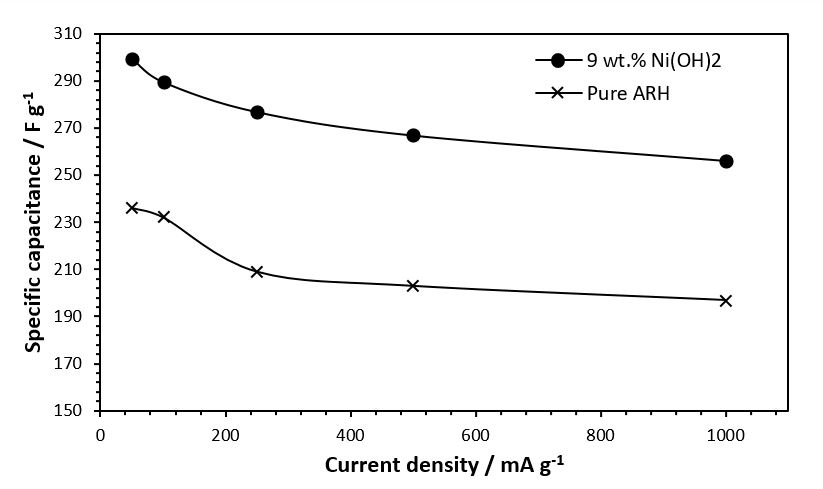 310
290
270
250
230
210
190
170
150
Specific capacitance / F g⁻¹
9 wt.% Ni(OH)2
Pure ARH
0 200 400 600 800 1000
Current density / mA g⁻¹